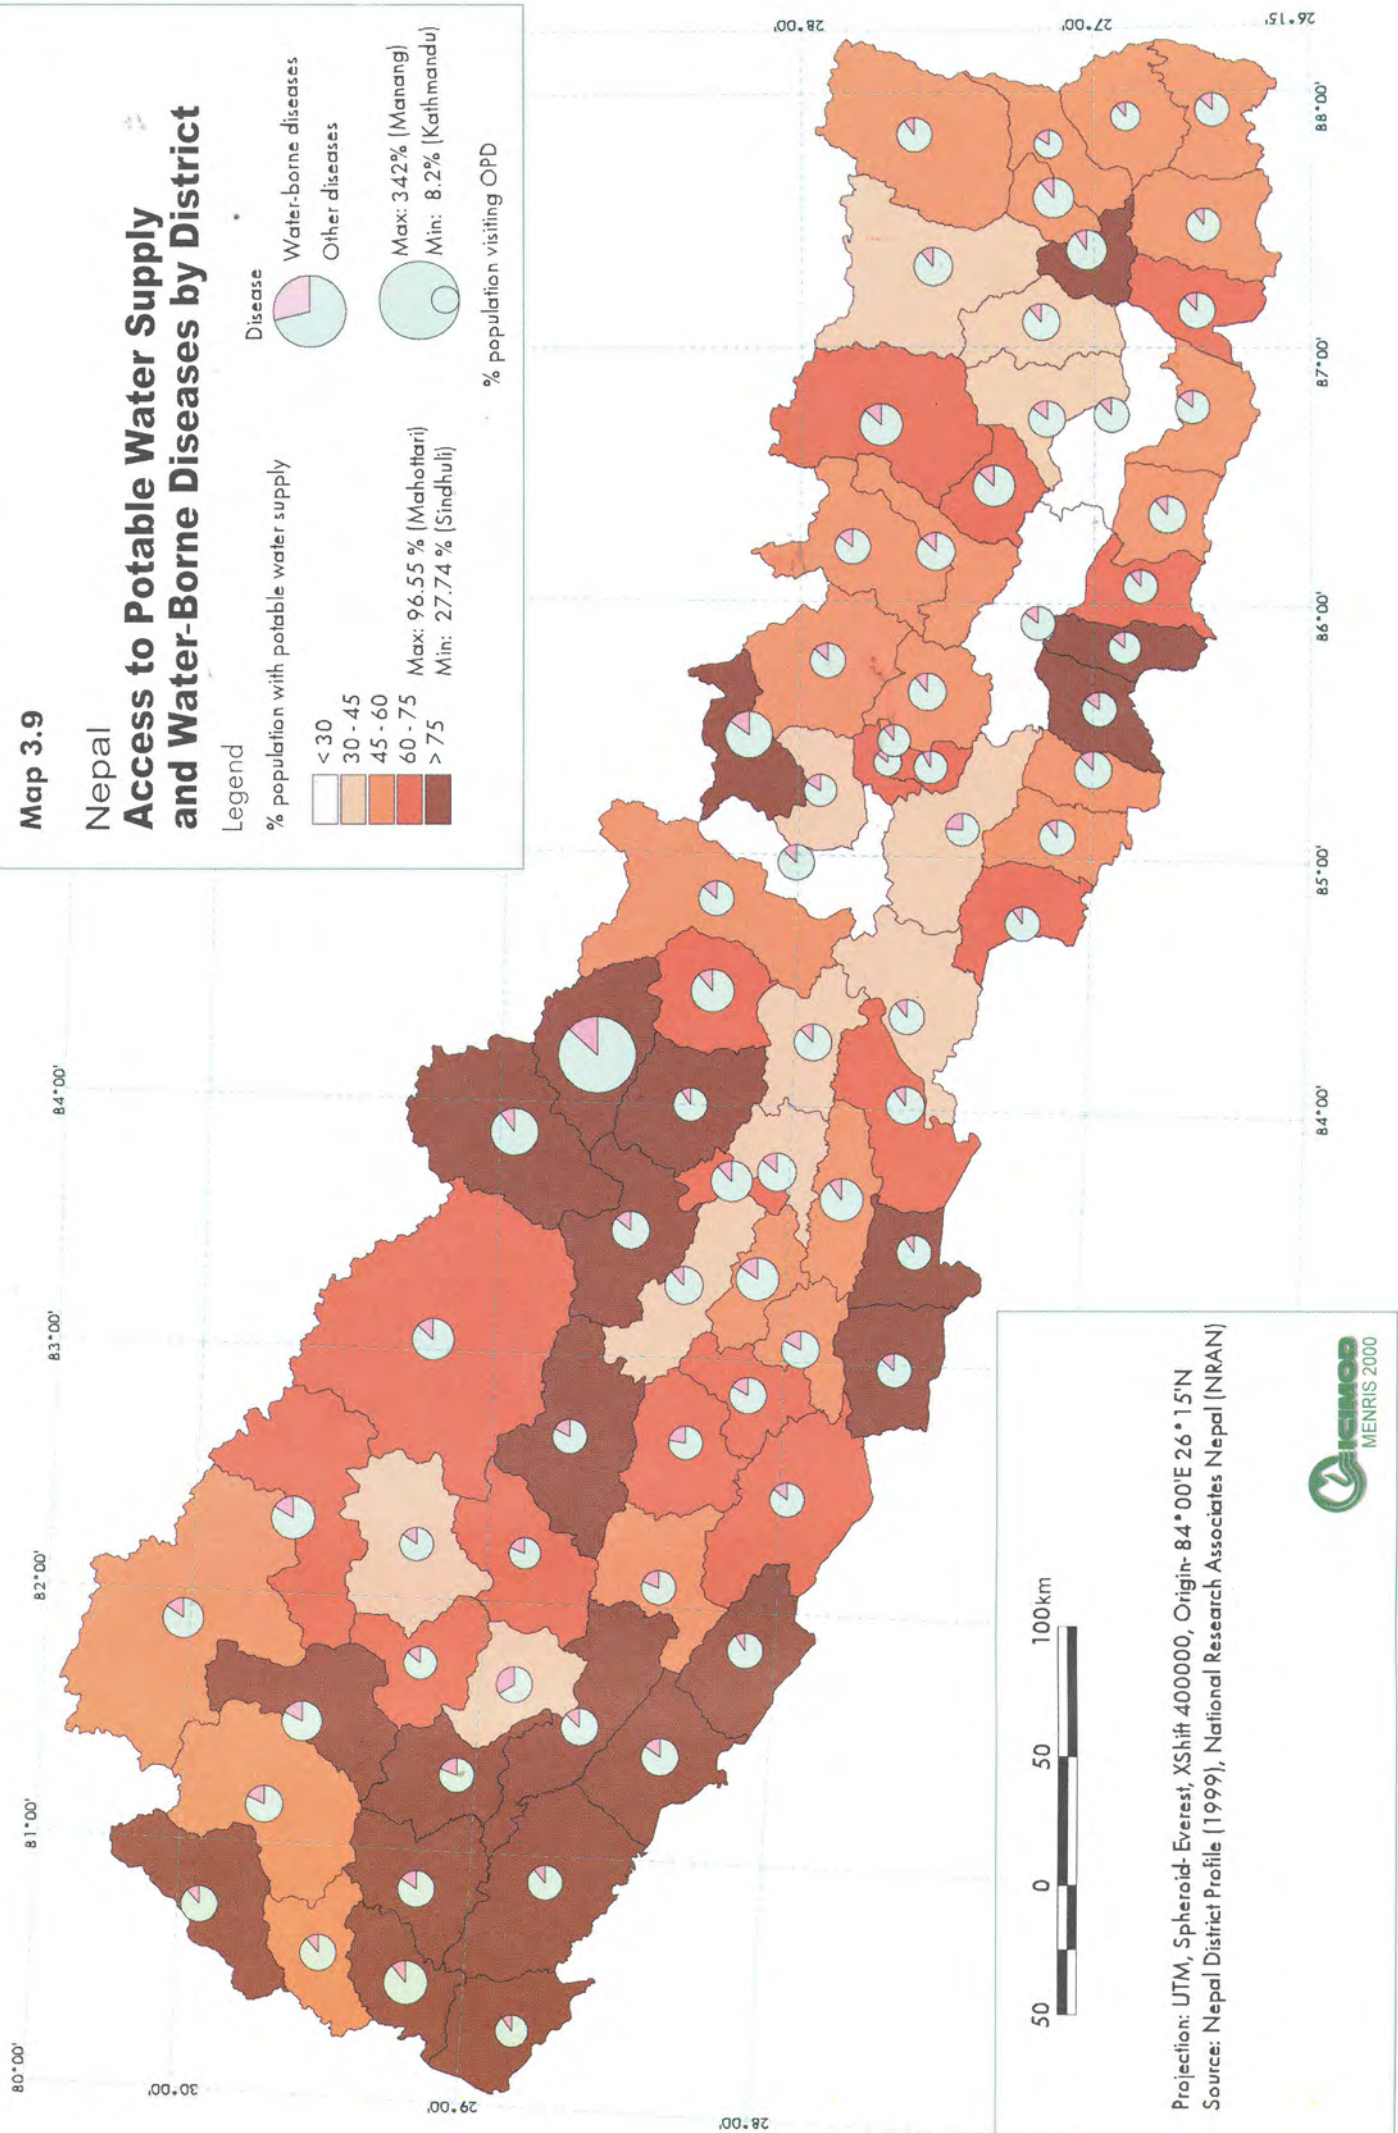 Map 3.9
Nepal
Access to Potable Water Supply
and Water-Borne Diseases by District
Legend
% population with potable water supply
< 30
30 - 45
45 - 60
60 - 75
> 75
Max: 96.55 % (Mahottari)
Min: 27.74 % (Sindhuli)
Disease
Water-borne diseases
Other diseases
Max: 342% (Manang)
Min: 8.2% (Kathmandu)
% population visiting OPD
80°00'
81°00'
82°00'
83°00'
84°00'
30°00'
29°00'
28°00'
28°00'
27°00'
26°15'
84°00'
85°00'
86°00'
87°00'
88°00'
50 0 50 100km
Projection: UTM, Spheroid- Everest, XShift 400000, Origin- 84° 00'E 26° 15'N
Source: Nepal District Profile (1999), National Research Associates Nepal (NRAN)
ICIMOD
MENRIS 2000